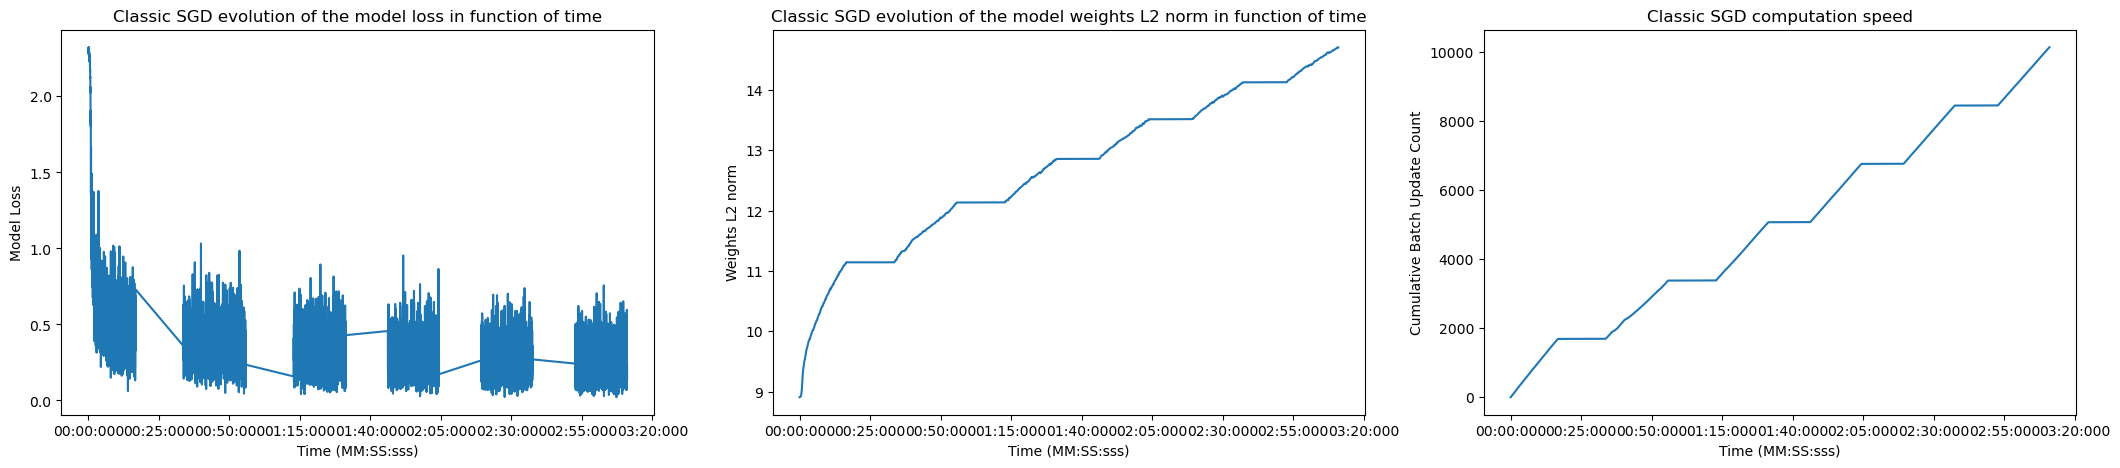 Classic SGD evolution of the model loss in function of time
Model Loss
2.0
1.5
1.0
0.5
0.0
00:00:000 00:25:000 00:50:000 01:15:000 01:40:000 02:05:000 02:30:000 02:55:000 03:20:000
Time (MM:SS:sss)
Classic SGD evolution of the model weights L2 norm in function of time
Weights L2 norm
14
13
12
11
10
9
00:00:000 00:25:000 00:50:000 01:15:000 01:40:000 02:05:000 02:30:000 02:55:000 03:20:000
Time (MM:SS:sss)
Classic SGD computation speed
Cumulative Batch Update Count
10000
8000
6000
4000
2000
0
00:00:000 00:25:000 00:50:000 01:15:000 01:40:000 02:05:000 02:30:000 02:55:000 03:20:000
Time (MM:SS:sss)